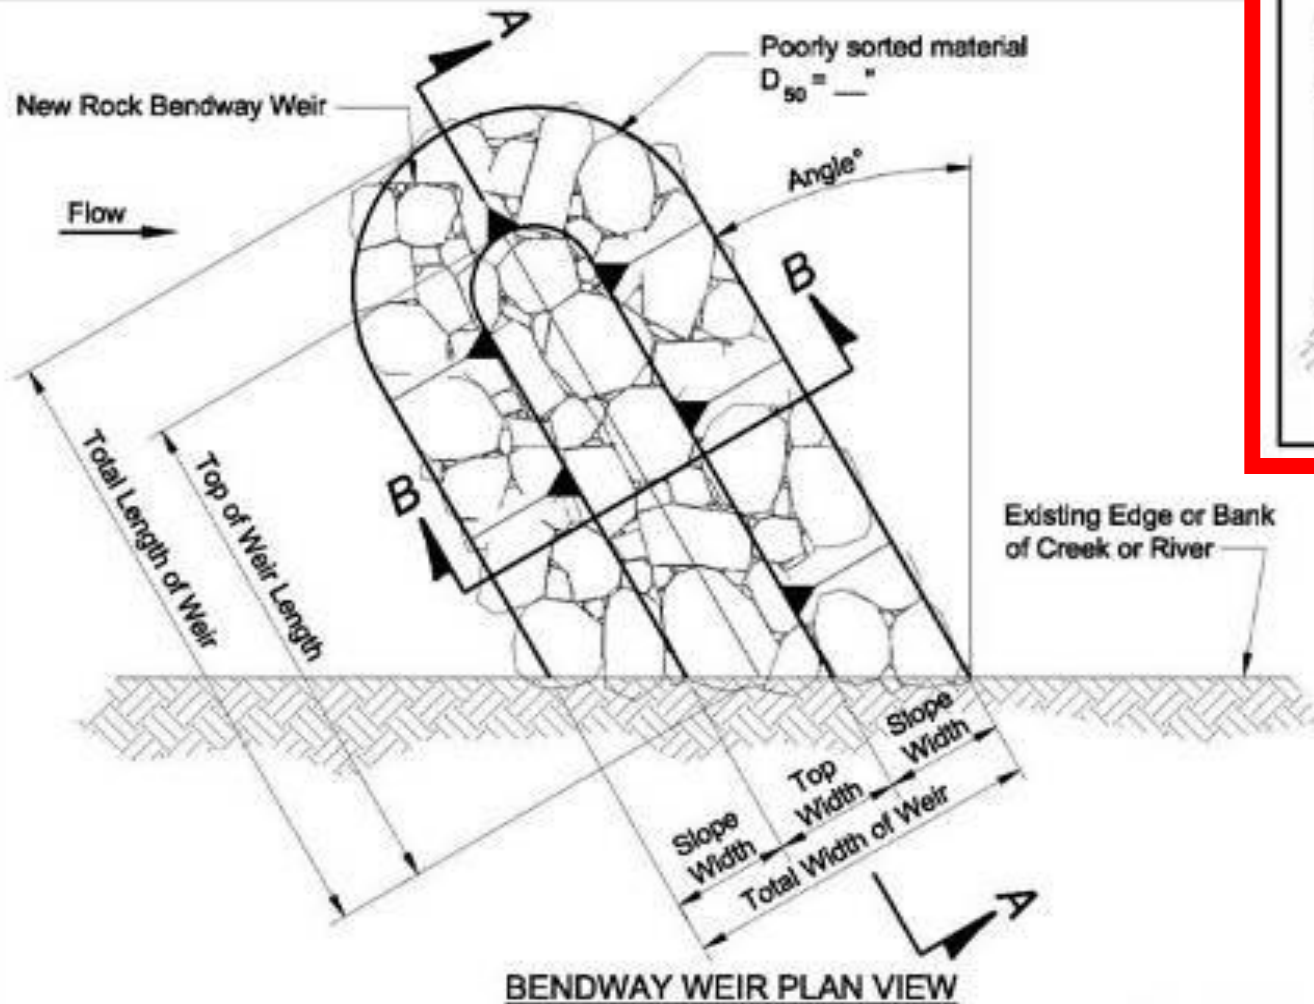 A
Poorly sorted material
D50 = __"
New Rock Bendway Weir
Angle°
Flow
B
B
Total Length of Weir
Top of Weir Length
Existing Edge or Bank
of Creek or River
Slope
Width
Top
Width
Slope
Width
Total Width of Weir
A
BENDWAY WEIR PLAN VIEW